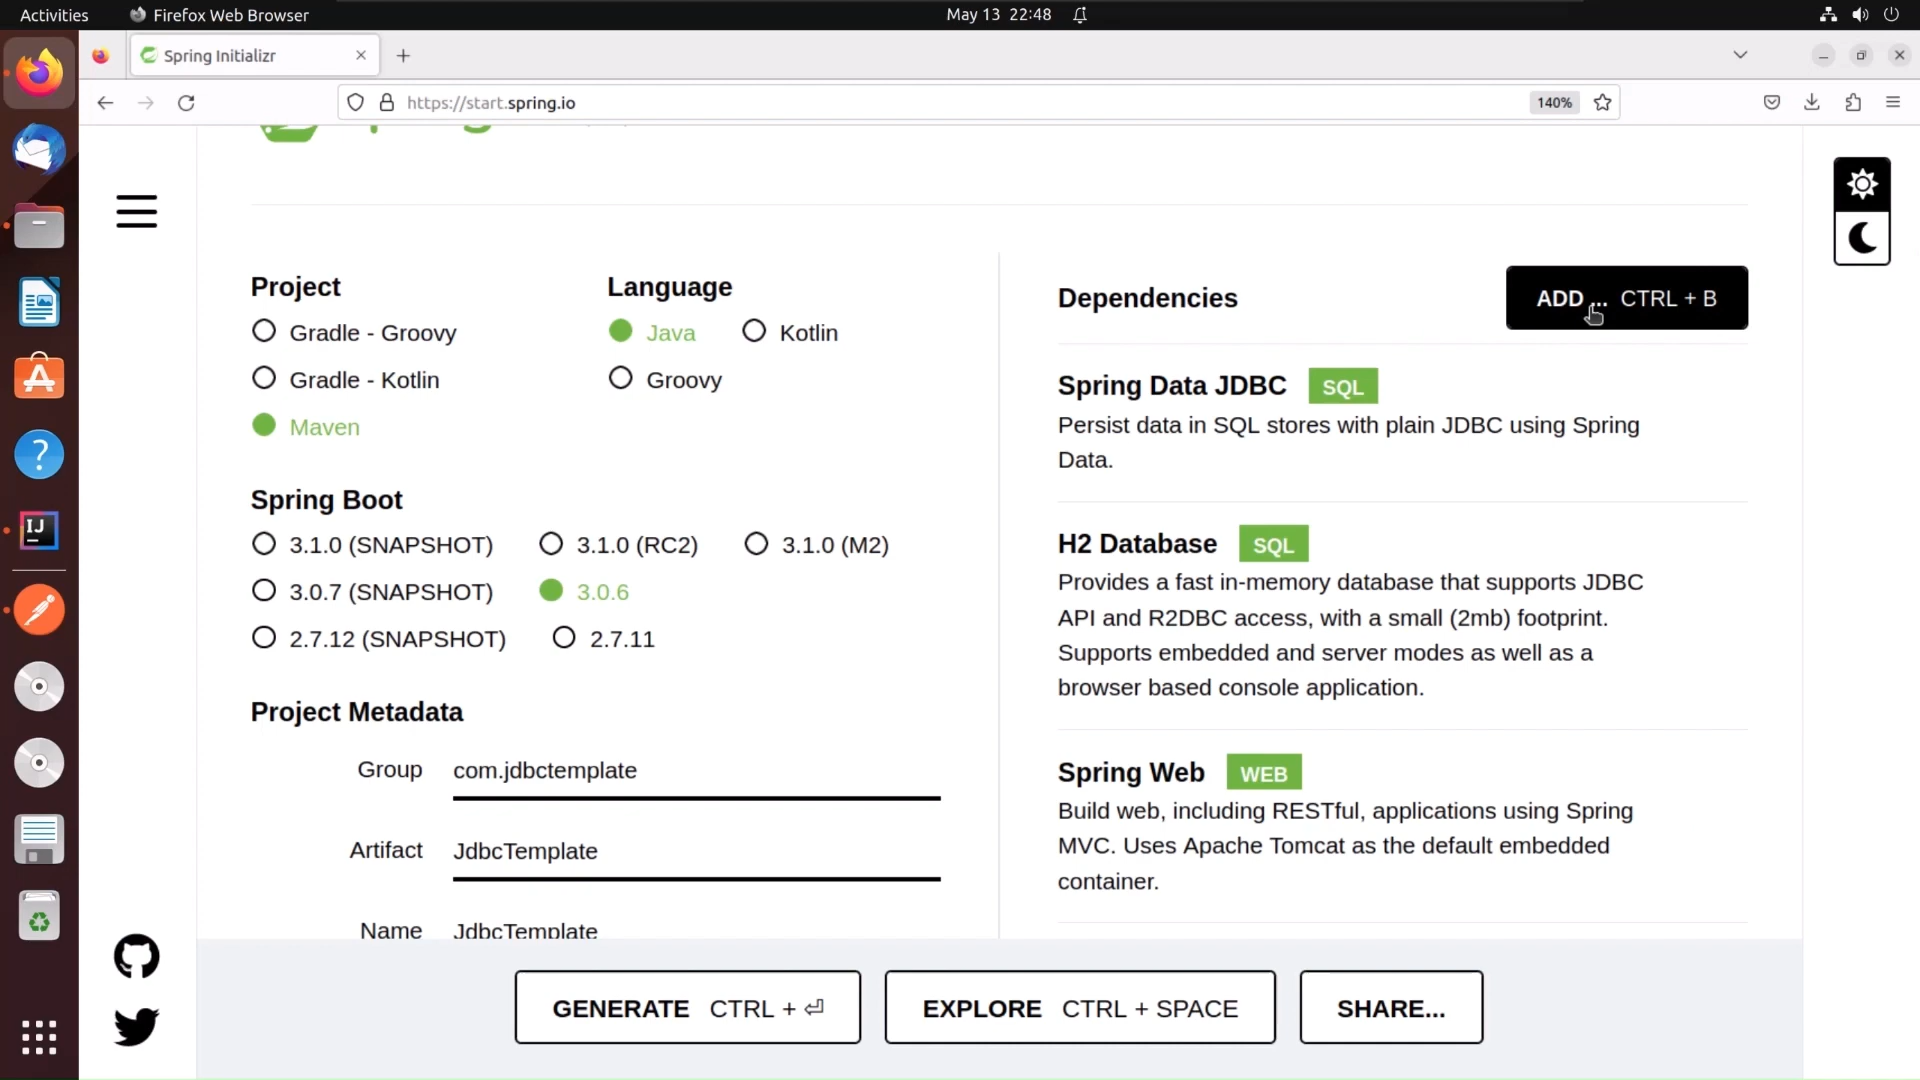 Activities
Firefox Web Browser
May 13 22:48
Spring Initializr
https://start.spring.io
140%
Project
Gradle - Groovy
Gradle - Kotlin
Maven
Language
Java
Kotlin
Groovy
Spring Boot
3.1.0 (SNAPSHOT)
3.1.0 (RC2)
3.1.0 (M2)
3.0.7 (SNAPSHOT)
3.0.6
2.7.12 (SNAPSHOT)
2.7.11
Project Metadata
Group com.jdbctemplate
Artifact JdbcTemplate
Name JdbcTemplate
Dependencies
ADD ... CTRL + B
Spring Data JDBC SQL
Persist data in SQL stores with plain JDBC using Spring
Data.
H2 Database SQL
Provides a fast in-memory database that supports JDBC
API and R2DBC access, with a small (2mb) footprint.
Supports embedded and server modes as well as a
browser based console application.
Spring Web WEB
Build web, including RESTful, applications using Spring
MVC. Uses Apache Tomcat as the default embedded
container.
GENERATE CTRL + ⏎
EXPLORE CTRL + SPACE
SHARE...